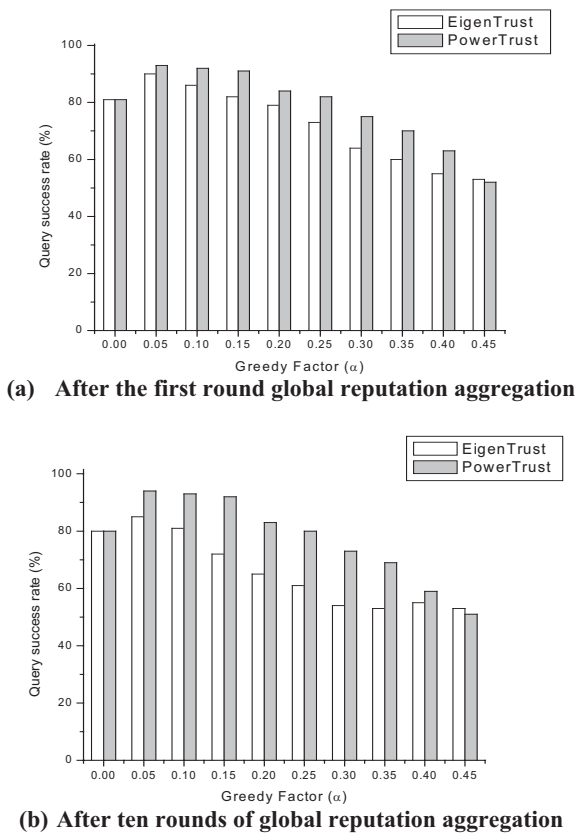 EigenTrust
PowerTrust
100
80
60
40
20
0
Query success rate (%)
0.00 0.05 0.10 0.15 0.20 0.25 0.30 0.35 0.40 0.45
Greedy Factor (α)
(a) After the first round global reputation aggregation
EigenTrust
PowerTrust
100
80
60
40
20
0
Query success rate (%)
0.00 0.05 0.10 0.15 0.20 0.25 0.30 0.35 0.40 0.45
Greedy Factor (α)
(b) After ten rounds of global reputation aggregation